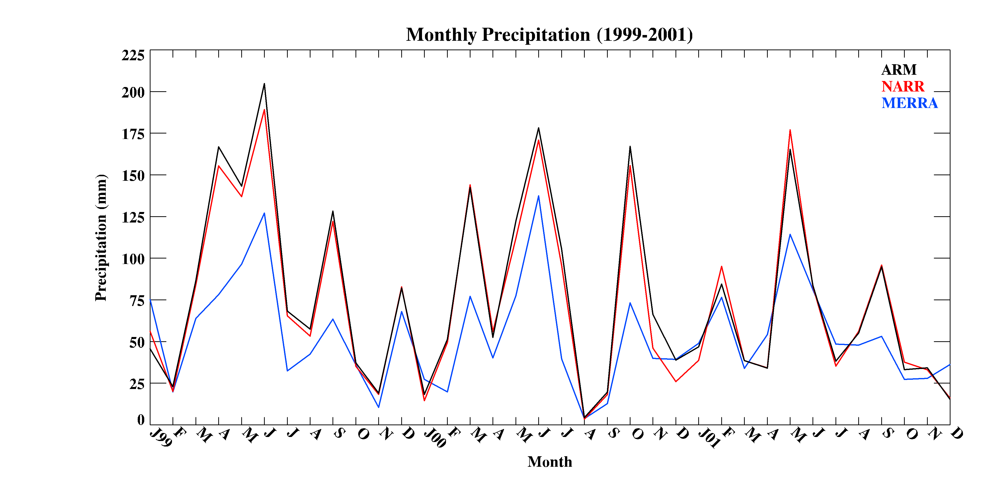 Monthly Precipitation (1999-2001)
225
200
175
150
125
100
75
50
25
0
Precipitation (mm)
ARM
NARR
MERRA
J99 F M A M J J A S O N D J00 F M A M J J A S O N D J01 F M A M J J A S O N D
Month